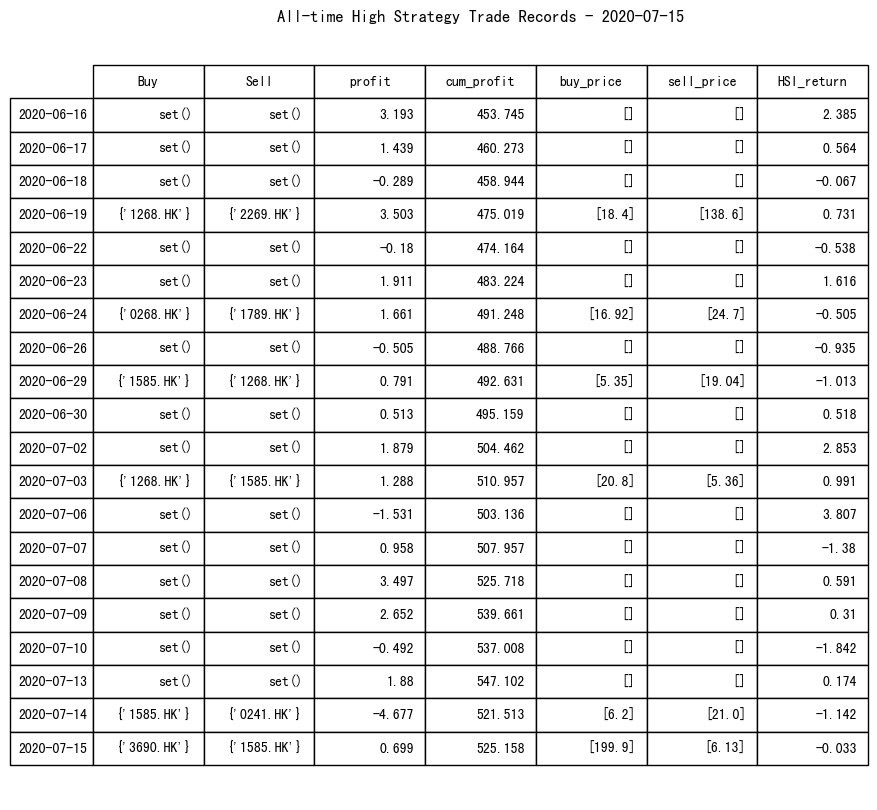 All-time High Strategy Trade Records - 2020-07-15
Buy Sell profit cum_profit buy_price sell_price HSI_return
2020-06-16 set() set() 3.193 453.745 [] [] 2.385
2020-06-17 set() set() 1.439 460.273 [] [] 0.564
2020-06-18 set() set() -0.289 458.944 [] [] -0.067
2020-06-19 {'1268.HK'} {'2269.HK'} 3.503 475.019 [18.4] [138.6] 0.731
2020-06-22 set() set() -0.18 474.164 [] [] -0.538
2020-06-23 set() set() 1.911 483.224 [] [] 1.616
2020-06-24 {'0268.HK'} {'1789.HK'} 1.661 491.248 [16.92] [24.7] -0.505
2020-06-26 set() set() -0.505 488.766 [] [] -0.935
2020-06-29 {'1585.HK'} {'1268.HK'} 0.791 492.631 [5.35] [19.04] -1.013
2020-06-30 set() set() 0.513 495.159 [] [] 0.518
2020-07-02 set() set() 1.879 504.462 [] [] 2.853
2020-07-03 {'1268.HK'} {'1585.HK'} 1.288 510.957 [20.8] [5.36] 0.991
2020-07-06 set() set() -1.531 503.136 [] [] 3.807
2020-07-07 set() set() 0.958 507.957 [] [] -1.38
2020-07-08 set() set() 3.497 525.718 [] [] 0.591
2020-07-09 set() set() 2.652 539.661 [] [] 0.31
2020-07-10 set() set() -0.492 537.008 [] [] -1.842
2020-07-13 set() set() 1.88 547.102 [] [] 0.174
2020-07-14 {'1585.HK'} {'0241.HK'} -4.677 521.513 [6.2] [21.0] -1.142
2020-07-15 {'3690.HK'} {'1585.HK'} 0.699 525.158 [199.9] [6.13] -0.033